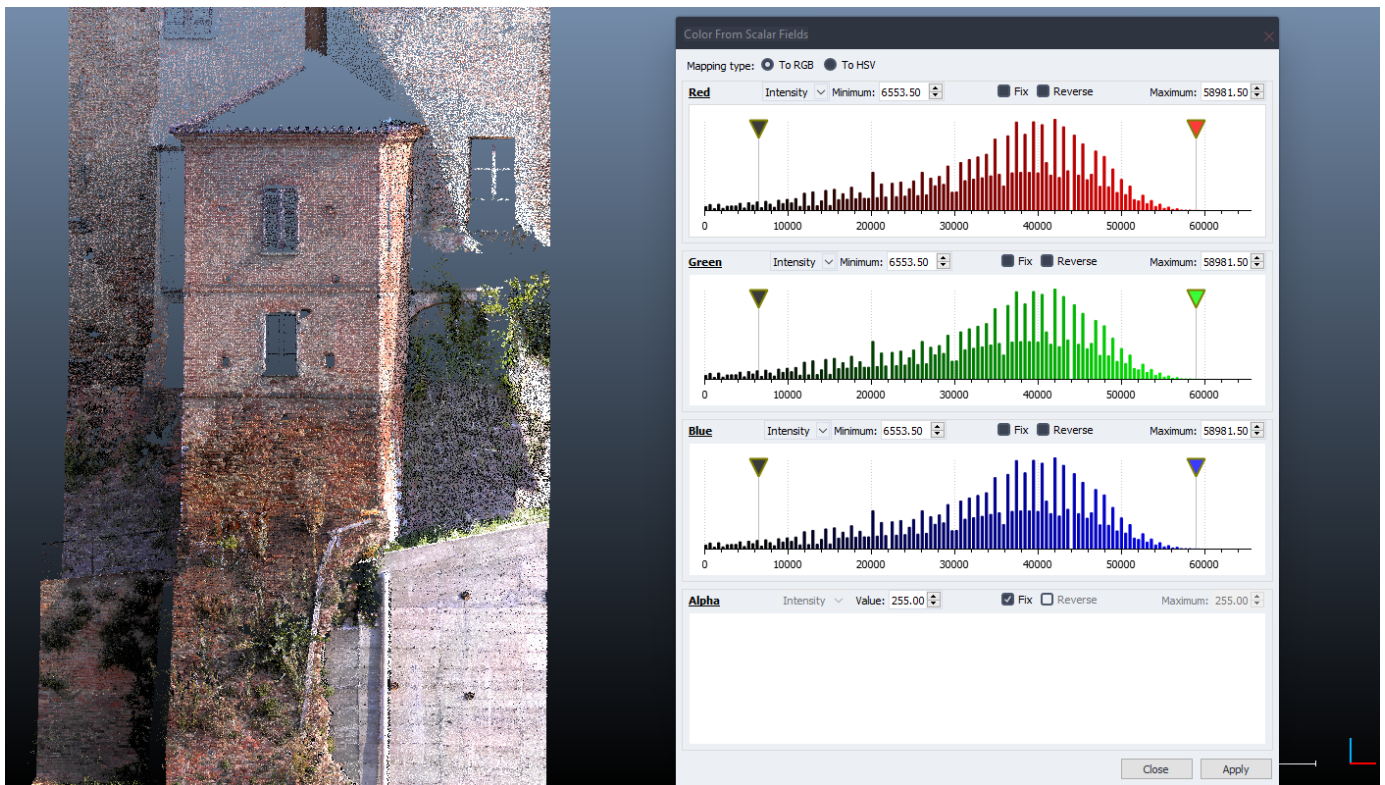 Color From Scalar Fields
Mapping type: To RGB To HSV
Red Intensity Minimum: 6553.50 Fix Reverse Maximum: 58981.50
0 10000 20000 30000 40000 50000 60000
Green Intensity Minimum: 6553.50 Fix Reverse Maximum: 58981.50
0 10000 20000 30000 40000 50000 60000
Blue Intensity Minimum: 6553.50 Fix Reverse Maximum: 58981.50
0 10000 20000 30000 40000 50000 60000
Alpha Intensity Value: 255.00 Fix Reverse Maximum: 255.00
Close Apply